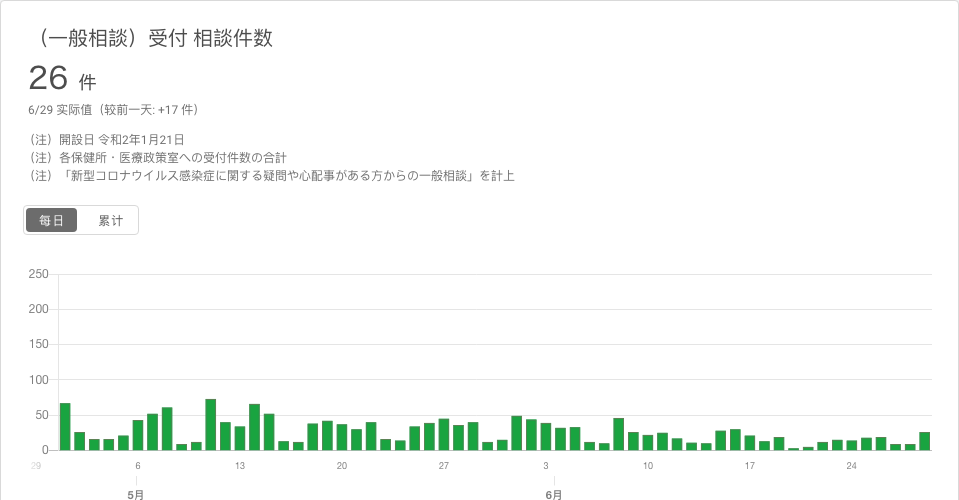 （一般相談）受付 相談件数
26 件
6/29 实际值（较前一天: +17 件）
（注）開設日 令和2年1月21日
（注）各保健所・医療政策室への受付件数の合計
（注）「新型コロナウイルス感染症に関する疑問や心配事がある方からの一般相談」を計上
每日 累计
250
200
150
100
50
0
29 6 13 20 27 3 10 17 24
5月 6月